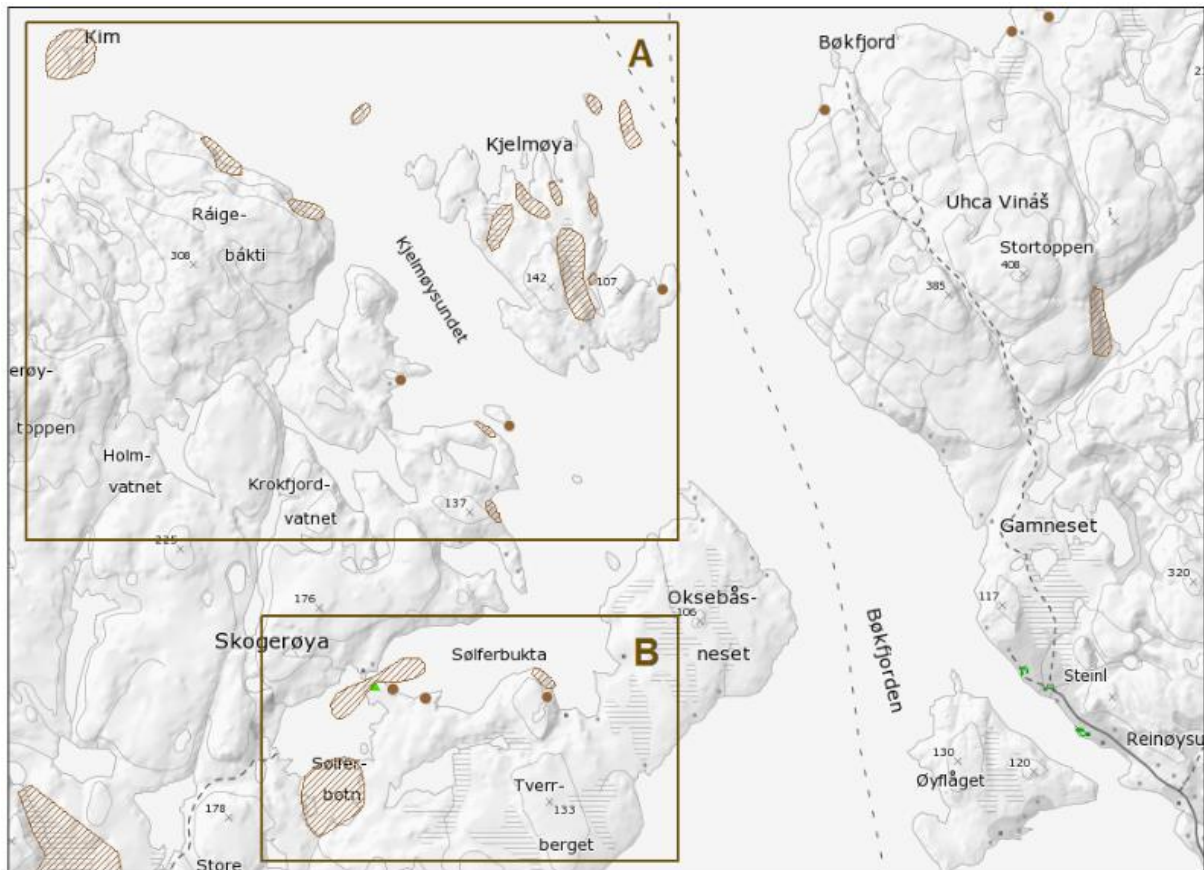 Kim
A
Bøkfjord
Kjelmøya
Ráige-
bákti
308
Kjelmøysundet
142
107
Uhca Vináš
Stortoppen
408
385
erøy-
toppen
Holm-
vatnet
Krokfjord-
vatnet
137
Gamneset
320
117
Oksebås-
106
neset
176
Skogerøya
Sølferbukta
B
Bøkfjorden
Steinl
Reinøysu
130
120
Øyflåget
Sølfer-
botn
Tverr-
133
berget
178
Store